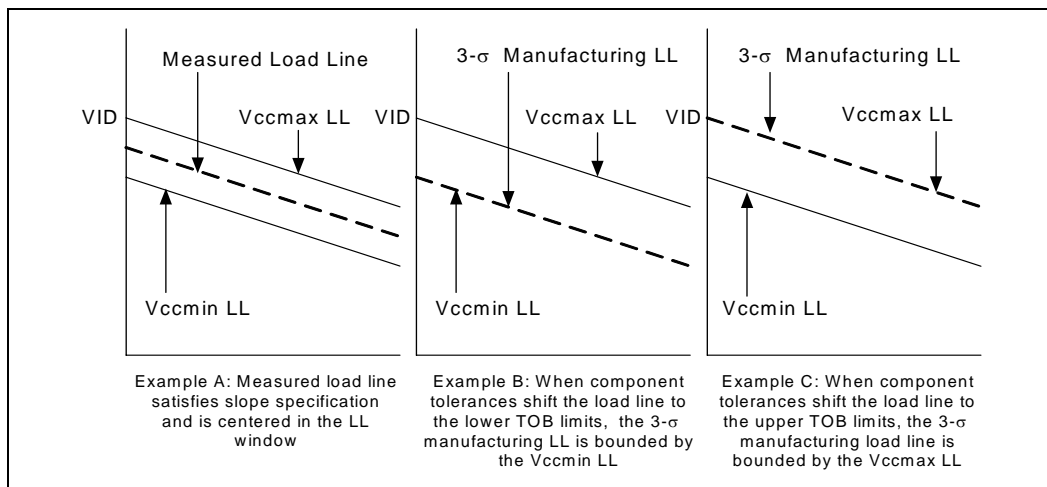 Measured Load Line
VID
Vccmax LL
Vccmin LL
Example A: Measured load line
satisfies slope specification
and is centered in the LL
window
3-σ Manufacturing LL
VID
Vccmax LL
Vccmin LL
Example B: When component
tolerances shift the load line to
the lower TOB limits, the 3-σ
manufacturing LL is bounded by
the Vccmin LL
3-σ Manufacturing LL
VID
Vccmax LL
Vccmin LL
Example C: When component
tolerances shift the load line to
the upper TOB limits, the 3-σ
manufacturing load line is
bounded by the Vccmax LL